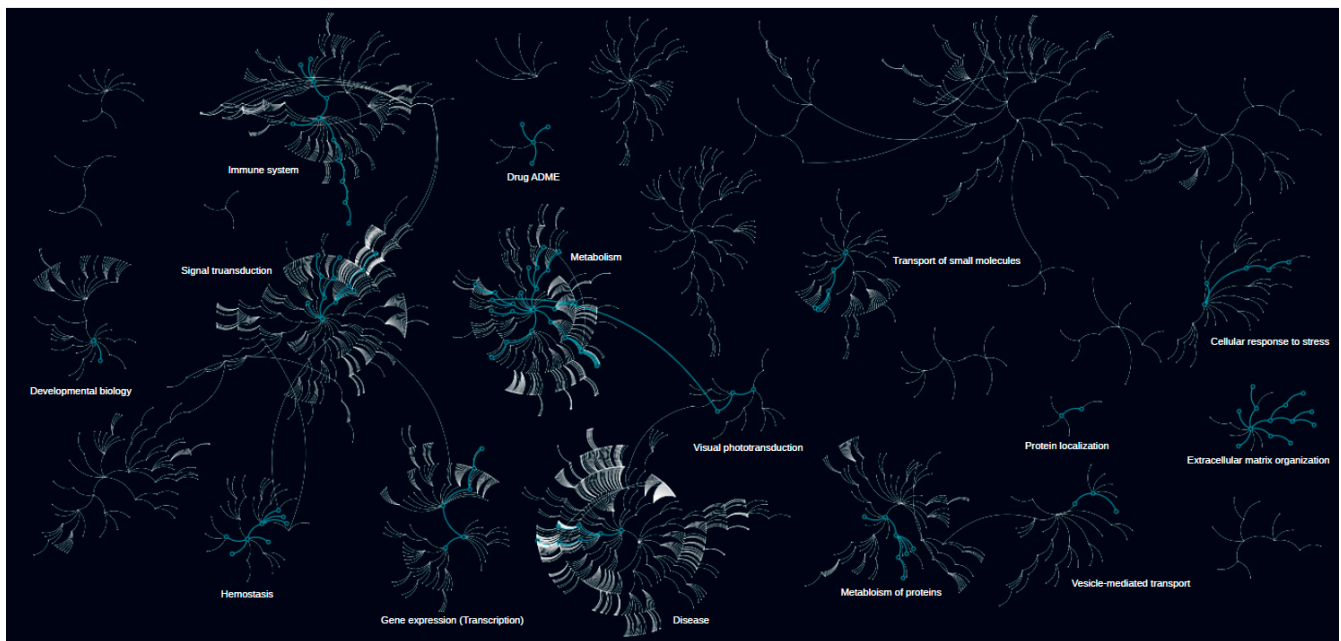 Immune system
Drug ADME
Signal truansduction
Metabolism
Transport of small molecules
Cellular response to stress
Developmental biology
Visual phototransduction
Protein localization
Extracellular matrix organization
Hemostasis
Gene expression (Transcription)
Disease
Metabloism of proteins
Vesicle-mediated transport